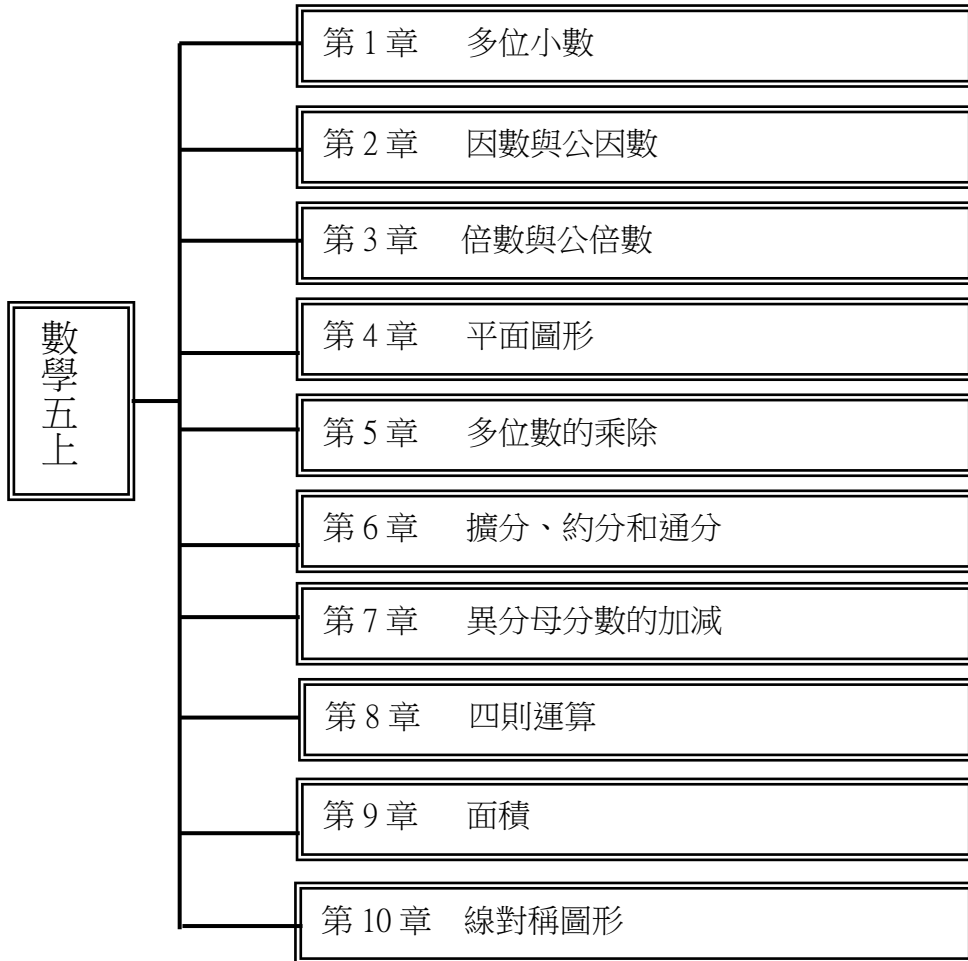 數學五上
第 1 章 多位小數
第 2 章 因數與公因數
第 3 章 倍數與公倍數
第 4 章 平面圖形
第 5 章 多位數的乘除
第 6 章 擴分、約分和通分
第 7 章 異分母分數的加減
第 8 章 四則運算
第 9 章 面積
第 10 章 線對稱圖形